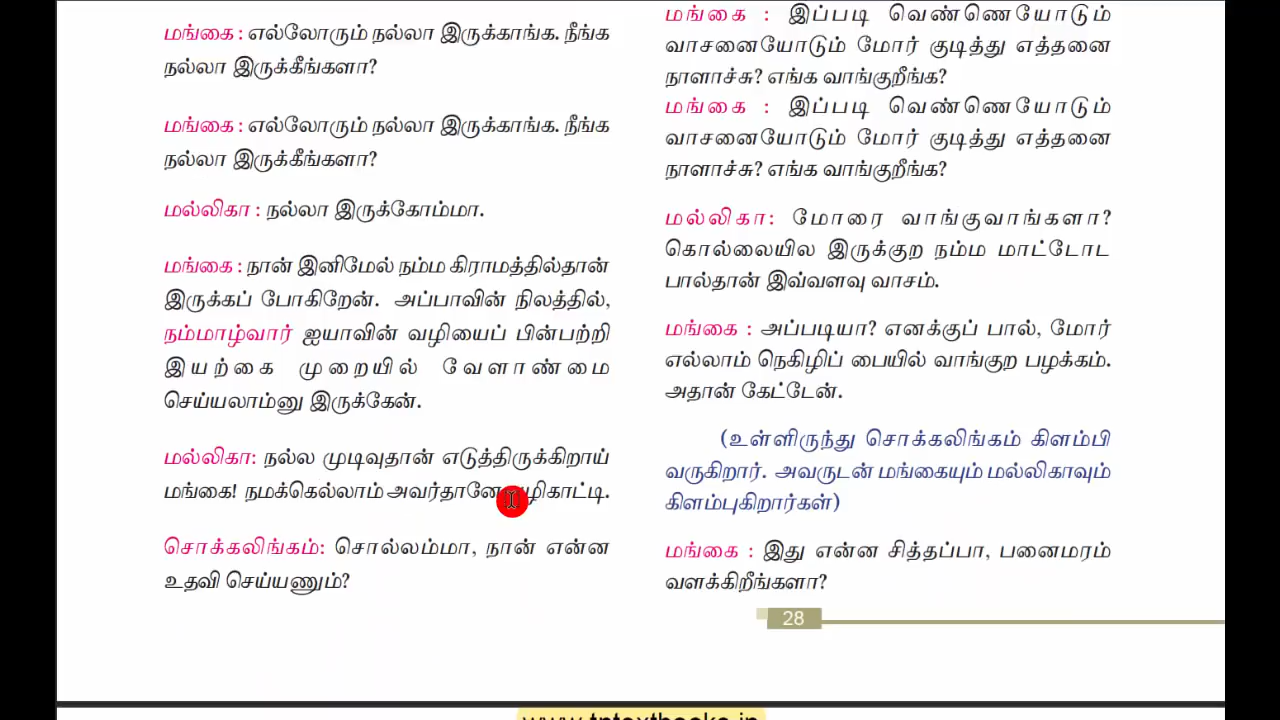 மங்கை : எல்லோரும் நல்லா இருக்காங்க. நீங்க
நல்லா இருக்கீங்களா?
மங்கை : எல்லோரும் நல்லா இருக்காங்க. நீங்க
நல்லா இருக்கீங்களா?
மல்லிகா : நல்லா இருக்கோம்மா.
மங்கை : நான் இனிமேல் நம்ம கிராமத்தில்தான்
இருக்கப் போகிறேன். அப்பாவின் நிலத்தில்,
நம்மாழ்வார் ஐயாவின் வழியைப் பின்பற்றி
இயற்கை முறையில் வேளாண்மை
செய்யலாம்னு இருக்கேன்.
மல்லிகா: நல்ல முடிவுதான் எடுத்திருக்கிறாய்
மங்கை! நமக்கெல்லாம் அவர்தானே வழிகாட்டி.
சொக்கலிங்கம்: சொல்லம்மா, நான் என்ன
உதவி செய்யணும்?
மங்கை : இப்படி வெண்ணெயோடும்
வாசனையோடும் மோர் குடித்து எத்தனை
நாளாச்சு? எங்க வாங்குறீங்க?
மங்கை : இப்படி வெண்ணெயோடும்
வாசனையோடும் மோர் குடித்து எத்தனை
நாளாச்சு? எங்க வாங்குறீங்க?
மல்லிகா: மோரை வாங்குவாங்களா?
கொல்லையில இருக்குற நம்ம மாட்டோட
பால்தான் இவ்வளவு வாசம்.
மங்கை : அப்படியா? எனக்குப் பால், மோர்
எல்லாம் நெகிழிப் பையில் வாங்குற பழக்கம்.
அதான் கேட்டேன்.
(உள்ளிருந்து சொக்கலிங்கம் கிளம்பி
வருகிறார். அவருடன் மங்கையும் மல்லிகாவும்
கிளம்புகிறார்கள்)
மங்கை : இது என்ன சித்தப்பா, பனைமரம்
வளக்கிறீங்களா?
28
www.tntextbooks.in